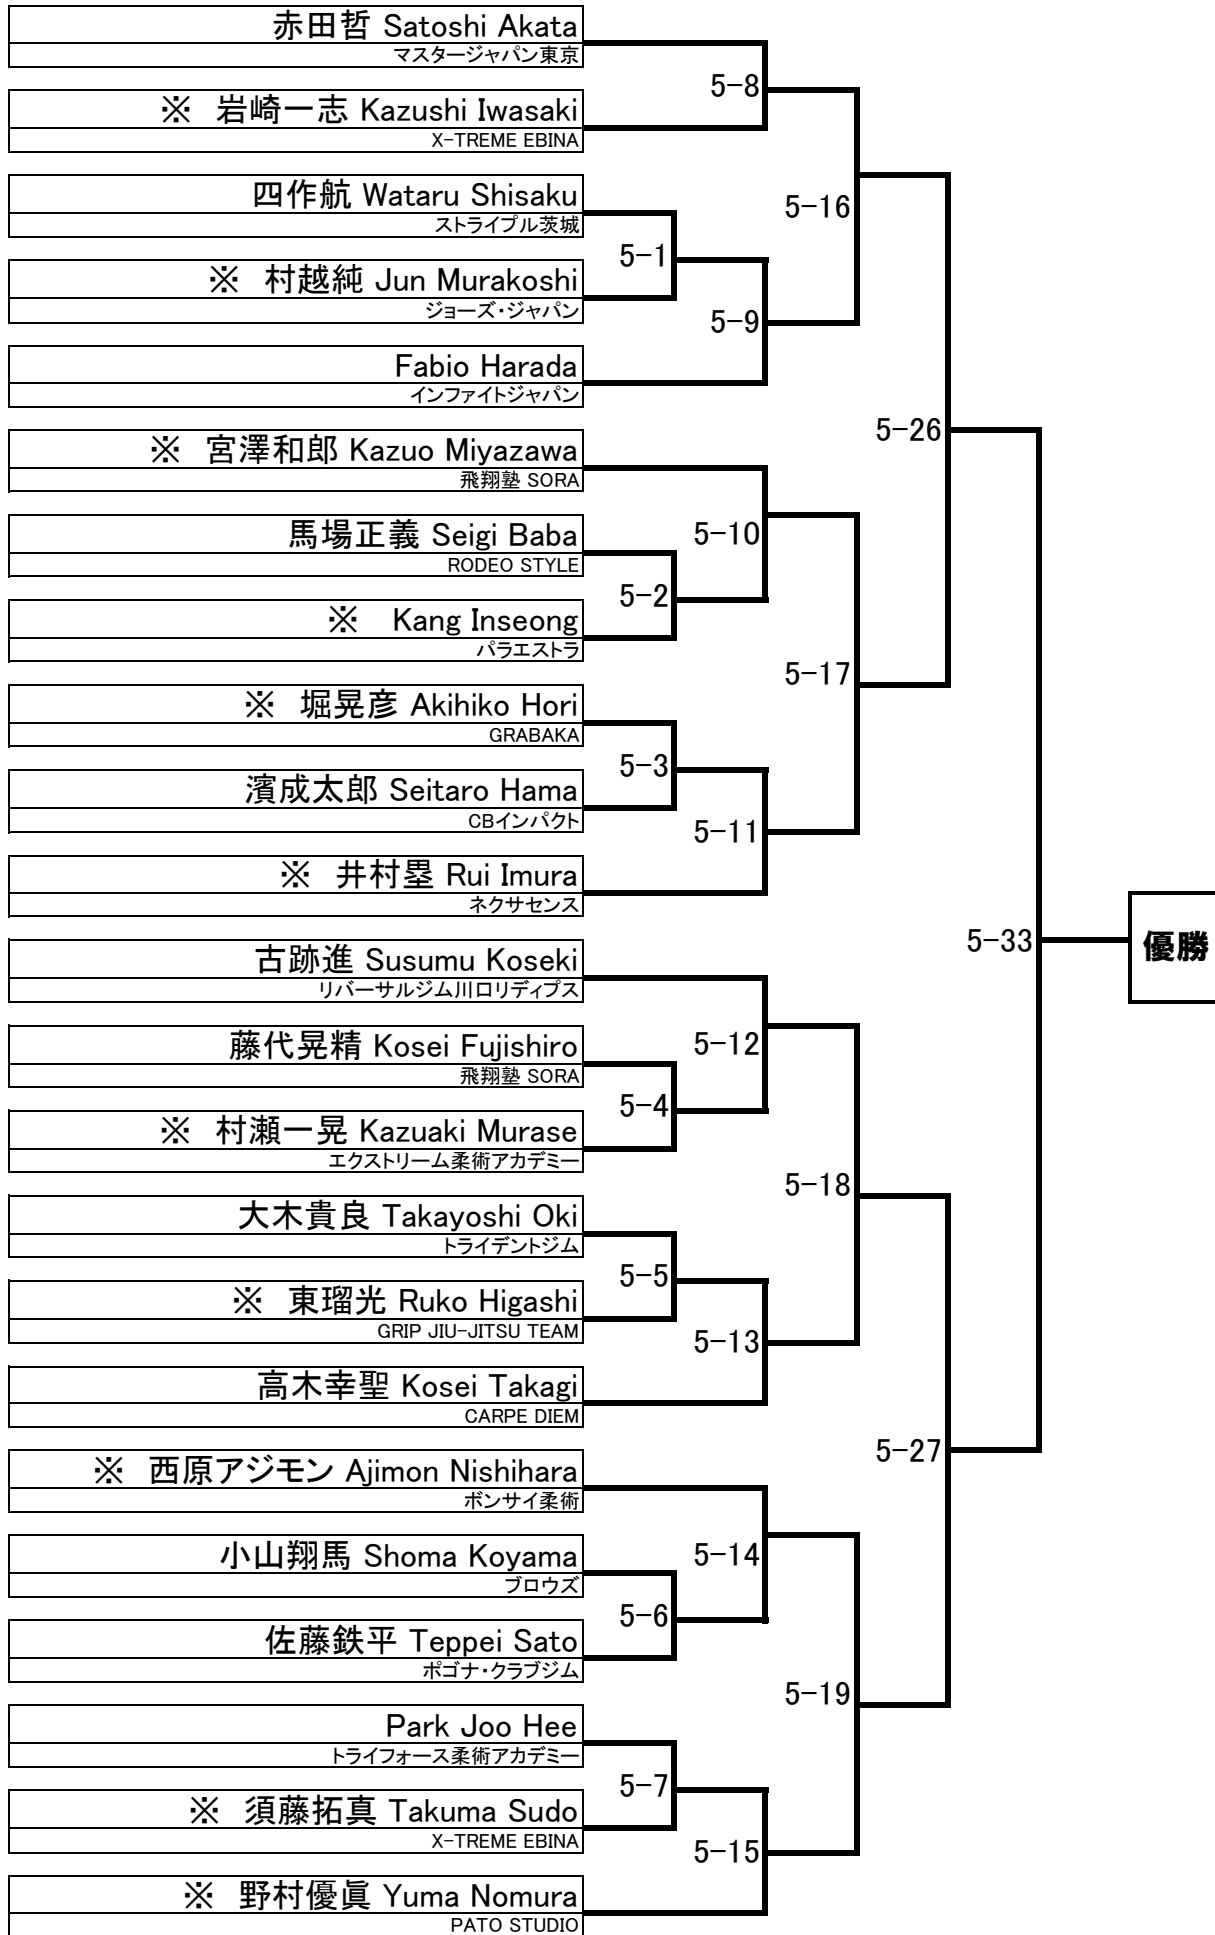 赤田哲 Satoshi Akata
マスタージャパン東京
5-8
※ 岩崎一志 Kazushi Iwasaki
X-TREME EBINA
四作航 Wataru Shisaku
ストライプル茨城
5-16
5-1
※ 村越純 Jun Murakoshi
ジョーズ・ジャパン
5-9
Fabio Harada
インファイトジャパン
5-26
※ 宮澤和郎 Kazuo Miyazawa
飛翔塾 SORA
5-10
馬場正義 Seigi Baba
RODEO STYLE
5-2
※ Kang Inseong
パラエストラ
5-17
※ 堀晃彦 Akihiko Hori
GRABAKA
5-3
濱成太郎 Seitaro Hama
CBインパクト
5-11
※ 井村塁 Rui Imura
ネクサセンス
5-33
優勝
古跡進 Susumu Koseki
リバーサルジム川口リディプス
5-12
藤代晃精 Kosei Fujishiro
飛翔塾 SORA
5-4
※ 村瀬一晃 Kazuaki Murase
エクストリーム柔術アカデミー
5-18
大木貴良 Takayoshi Oki
トライデントジム
5-5
※ 東瑠光 Ruko Higashi
GRIP JIU-JITSU TEAM
5-13
高木幸聖 Kosei Takagi
CARPE DIEM
5-27
※ 西原アジモン Ajimon Nishihara
ボンサイ柔術
5-14
小山翔馬 Shoma Koyama
ブロウズ
5-6
佐藤鉄平 Teppei Sato
ポゴナ・クラブジム
5-19
Park Joo Hee
トライフォース柔術アカデミー
5-7
※ 須藤拓真 Takuma Sudo
X-TREME EBINA
5-15
※ 野村優眞 Yuma Nomura
PATO STUDIO